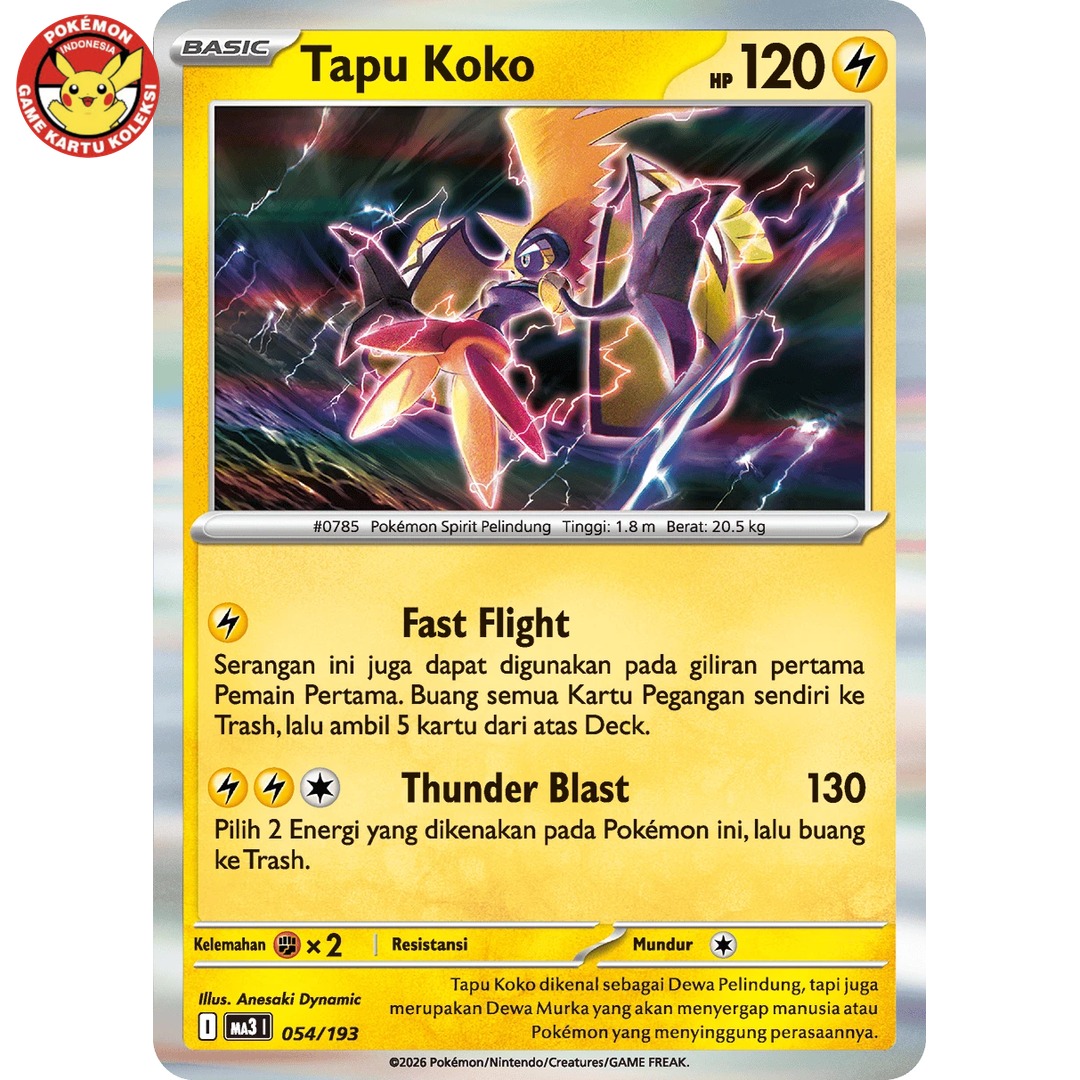 POKÉMON
INDONESIA
GAME KARTU KOLEKSI
BASIC
Tapu Koko
HP 120
#0785 Pokémon Spirit Pelindung Tinggi: 1.8 m Berat: 20.5 kg
Fast Flight
Serangan ini juga dapat digunakan pada giliran pertama
Pemain Pertama. Buang semua Kartu Pegangan sendiri ke
Trash, lalu ambil 5 kartu dari atas Deck.
Thunder Blast 130
Pilih 2 Energi yang dikenakan pada Pokémon ini, lalu buang
ke Trash.
Kelemahan ×2 Resistansi Mundur
Tapu Koko dikenal sebagai Dewa Pelindung, tapi juga
merupakan Dewa Murka yang akan menyergap manusia atau
Pokémon yang menyinggung perasaannya.
Illus. Anesaki Dynamic
I MA3 I 054/193
©2026 Pokémon/Nintendo/Creatures/GAME FREAK.